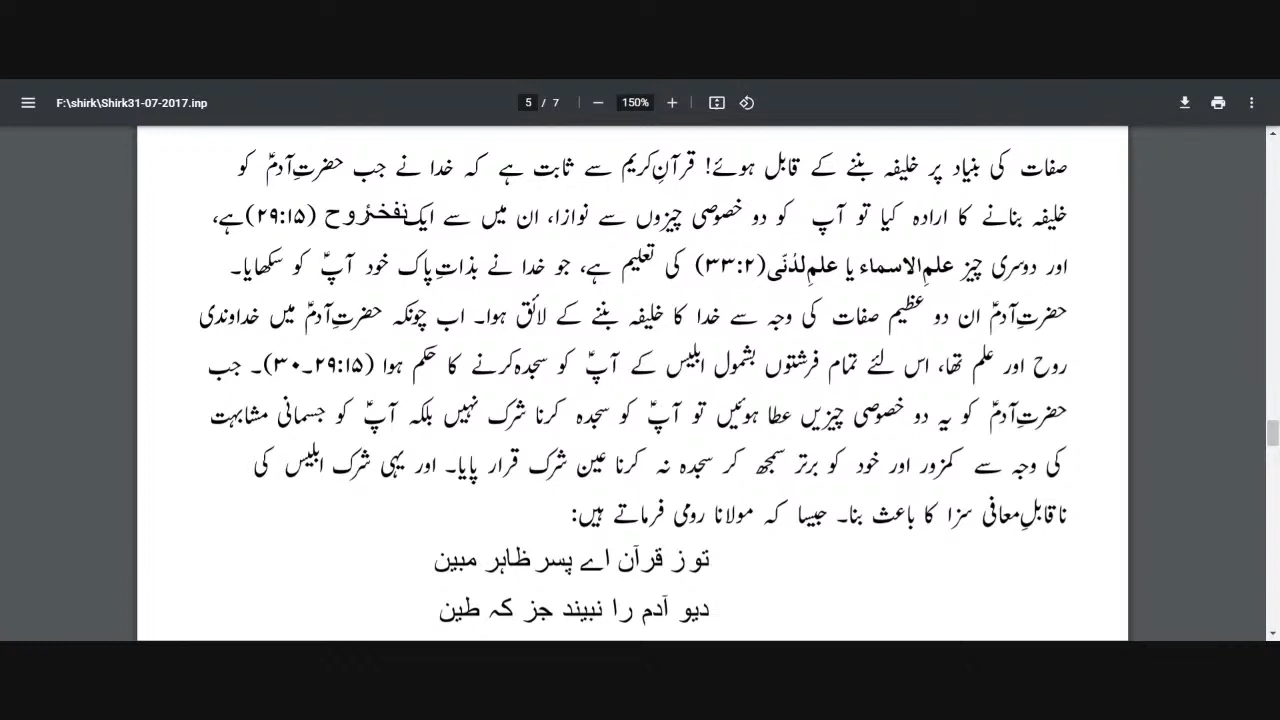 F:\shirk\Shirk31-07-2017.inp
5 / 7
150%
صفات کی بنیاد پر خلیفہ بننے کے قابل ہوئے! قرآنِ کریم سے ثابت ہے کہ خدا نے جب حضرتِ آدمؑ کو
خلیفہ بنانے کا ارادہ کیا تو آپ کو دو خصوصی چیزوں سے نوازا، ان میں سے ایک نفخۂ روح (۲۹:۱۵) ہے،
اور دوسری چیز علمِ الاسماء یا علمِ لدُنّی (۳۳:۲) کی تعلیم ہے، جو خدا نے بذاتِ پاک خود آپؑ کو سکھایا۔
حضرتِ آدمؑ ان دو عظیم صفات کی وجہ سے خدا کا خلیفہ بننے کے لائق ہوا۔ اب چونکہ حضرتِ آدمؑ میں خداوندی
روح اور علم تھا، اس لئے تمام فرشتوں بشمول ابلیس کے آپؑ کو سجدہ کرنے کا حکم ہوا (۲۹:۱۵۔۳۰)۔ جب
حضرتِ آدمؑ کو یہ دو خصوصی چیزیں عطا ہوئیں تو آپؑ کو سجدہ کرنا شرک نہیں بلکہ آپؑ کو جسمانی مشابہت
کی وجہ سے کمزور اور خود کو برتر سمجھ کر سجدہ نہ کرنا عین شرک قرار پایا۔ اور یہی شرک ابلیس کی
ناقابلِ معافی سزا کا باعث بنا۔ جیسا کہ مولانا رومی فرماتے ہیں:
تو ز قرآن اے پسر ظاہر مبین
دیو آدم را نبیند جز کہ طین